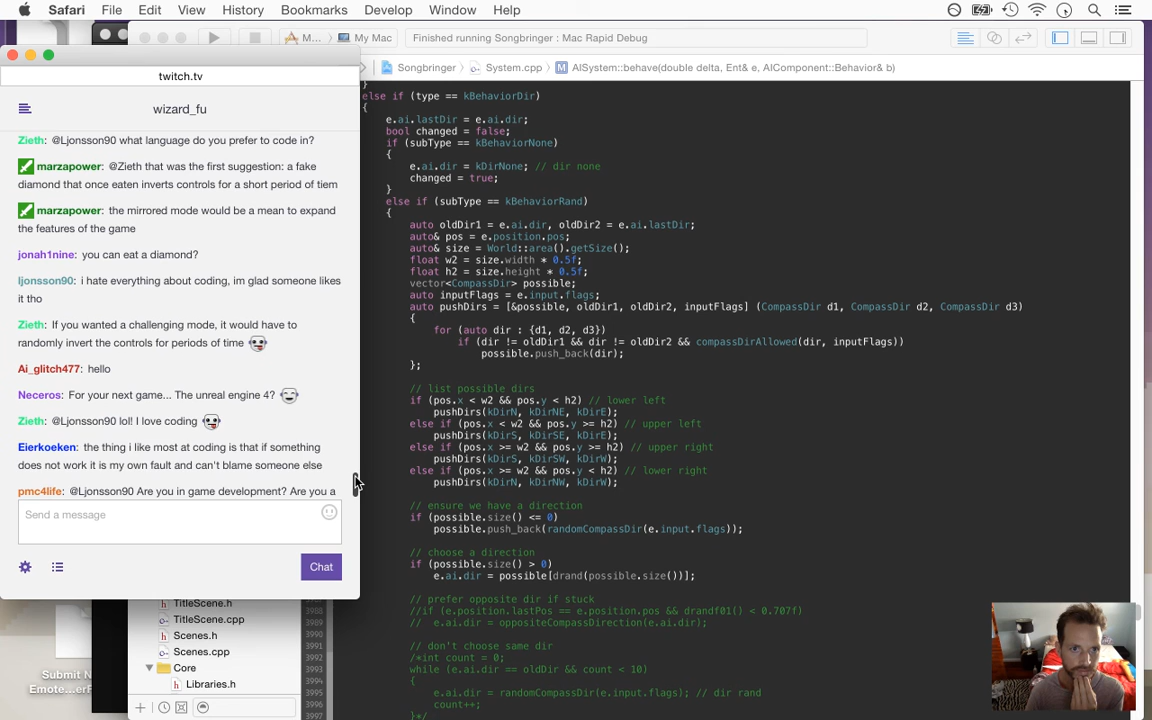 Safari File Edit View History Bookmarks Develop Window Help
M... My Mac Finished running Songbringer : Mac Rapid Debug
twitch.tv
Songbringer System.cpp M AISystem::behave(double delta, Ent& e, AIComponent::Behavior& b)
wizard_fu
Zieth: @Ljonsson90 what language do you prefer to code in?
marzapower: @Zieth that was the first suggestion: a fake
diamond that once eaten inverts controls for a short period of tiem
marzapower: the mirrored mode would be a mean to expand
the features of the game
jonah1nine: you can eat a diamond?
ljonsson90: i hate everything about coding, im glad someone likes
it tho
Zieth: If you wanted a challenging mode, it would have to
randomly invert the controls for periods of time
Ai_glitch477: hello
Neceros: For your next game... The unreal engine 4?
Zieth: @Ljonsson90 lol! I love coding
Eierkoeken: the thing i like most at coding is that if something
does not work it is my own fault and can't blame someone else
pmc4life: @Ljonsson90 Are you in game development? Are you a
Send a message
Chat
}
else if (type == kBehaviorDir)
{
e.ai.lastDir = e.ai.dir;
bool changed = false;
if (subType == kBehaviorNone)
{
e.ai.dir = kDirNone; // dir none
changed = true;
}
else if (subType == kBehaviorRand)
{
auto oldDir1 = e.ai.dir, oldDir2 = e.ai.lastDir;
auto& pos = e.position.pos;
auto& size = World::area().getSize();
float w2 = size.width * 0.5f;
float h2 = size.height * 0.5f;
vector<CompassDir> possible;
auto inputFlags = e.input.flags;
auto pushDirs = [&possible, oldDir1, oldDir2, inputFlags] (CompassDir d1, CompassDir d2, CompassDir d3)
{
for (auto dir : {d1, d2, d3})
if (dir != oldDir1 && dir != oldDir2 && compassDirAllowed(dir, inputFlags))
possible.push_back(dir);
};
// list possible dirs
if (pos.x < w2 && pos.y < h2) // lower left
pushDirs(kDirN, kDirNE, kDirE);
else if (pos.x < w2 && pos.y >= h2) // upper left
pushDirs(kDirS, kDirSE, kDirE);
else if (pos.x >= w2 && pos.y >= h2) // upper right
pushDirs(kDirS, kDirSW, kDirW);
else if (pos.x >= w2 && pos.y < h2) // lower right
pushDirs(kDirN, kDirNW, kDirW);
// ensure we have a direction
if (possible.size() <= 0)
possible.push_back(randomCompassDir(e.input.flags));
// choose a direction
if (possible.size() > 0)
e.ai.dir = possible[drand(possible.size())];
// prefer opposite dir if stuck
3988 //if (e.position.lastPos == e.position.pos && drandf01() < 0.707f)
3989 // e.ai.dir = oppositeCompassDirection(e.ai.dir);
3990
3991 // don't choose same dir
3992 /*int count = 0;
3993 while (e.ai.dir == oldDir && count < 10)
3994 {
3995 e.ai.dir = randomCompassDir(e.input.flags); // dir rand
3996 count++;
3997 }*/
TitleScene.h
TitleScene.cpp
Scenes.h
Scenes.cpp
Core
Libraries.h
Submit N
Emote...erF